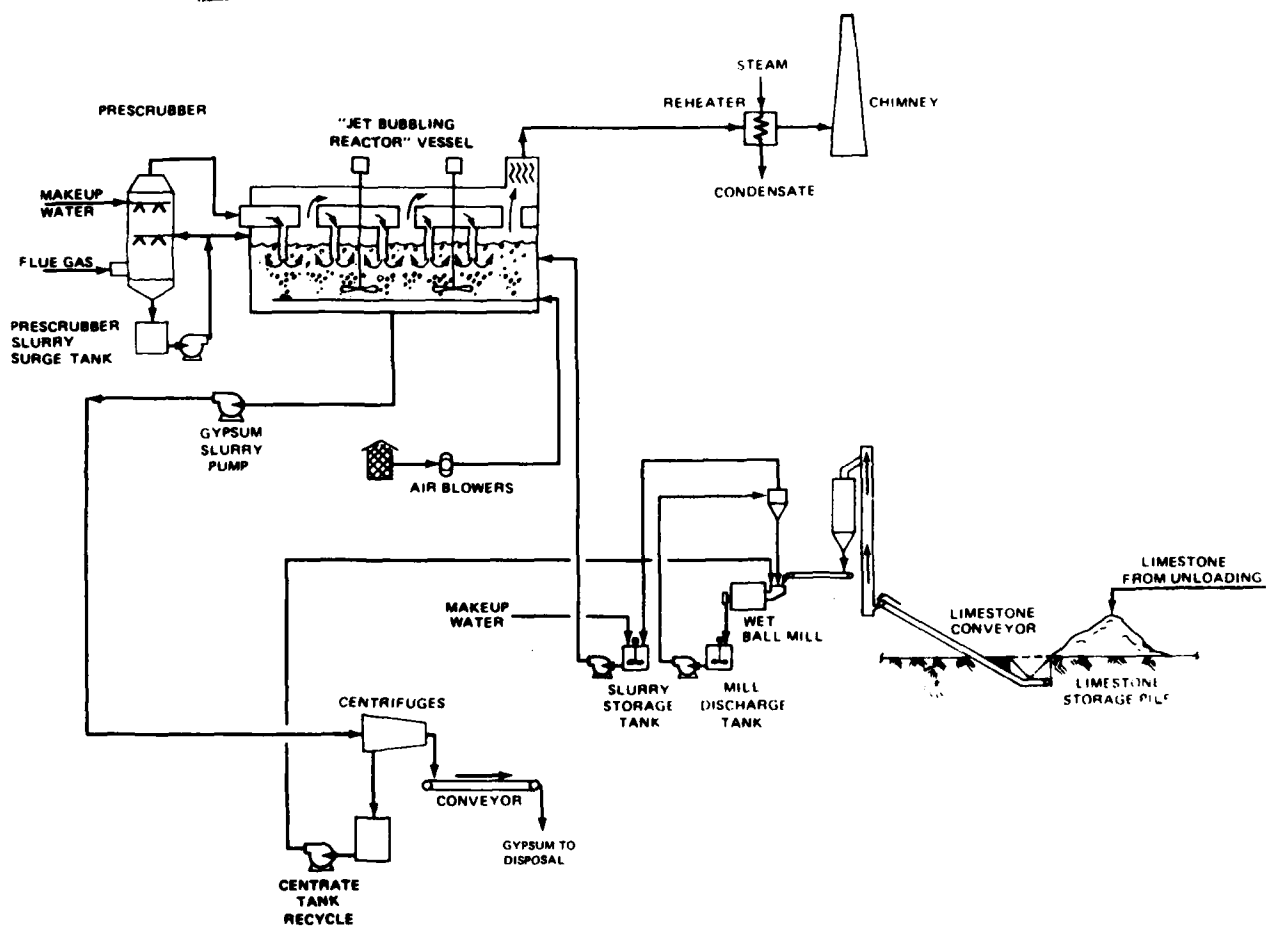 STEAM
REHEATER
CHIMNEY
CONDENSATE
PRESCRUBBER
"JET BUBBLING
REACTOR" VESSEL
MAKEUP
WATER
FLUE GAS
PRESCRUBBER
SLURRY
SURGE TANK
GYPSUM
SLURRY
PUMP
AIR BLOWERS
LIMESTONE
FROM UNLOADING
LIMESTONE
CONVEYOR
MAKEUP
WATER
WET
BALL MILL
SLURRY
STORAGE
TANK
MILL
DISCHARGE
TANK
LIMESTONE
STORAGE PILE
CENTRIFUGES
CONVEYOR
GYPSUM TO
DISPOSAL
CENTRATE
TANK
RECYCLE